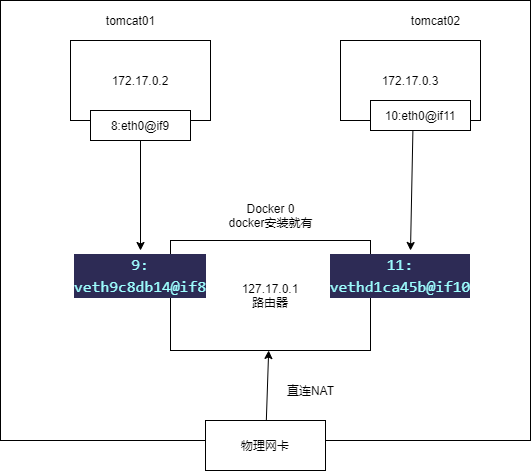 tomcat01
tomcat02
172.17.0.2
172.17.0.3
8:eth0@if9
10:eth0@if11
Docker 0
docker安装就有
9:
veth9c8db14@if8
11:
vethd1ca45b@if10
127.17.0.1
路由器
直连NAT
物理网卡